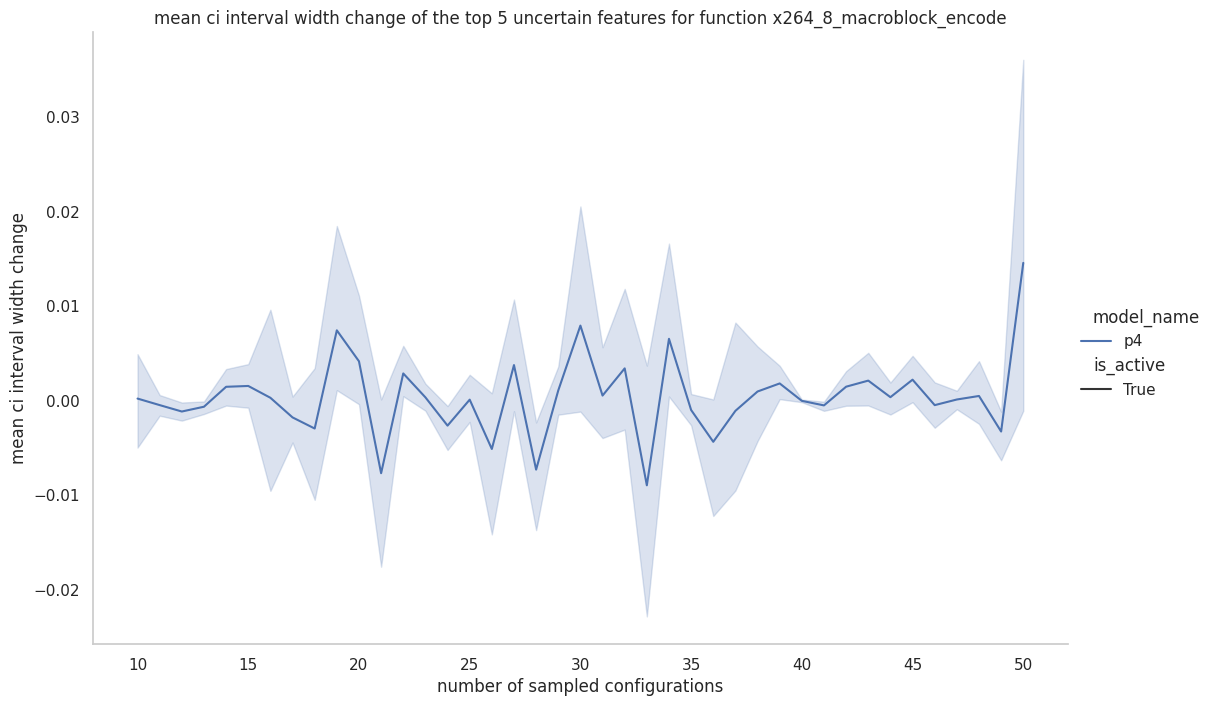 mean ci interval width change of the top 5 uncertain features for function x264_8_macroblock_encode
mean ci interval width change
0.03
0.02
0.01
0.00
−0.01
−0.02
10 15 20 25 30 35 40 45 50
number of sampled configurations
model_name
p4
is_active
True